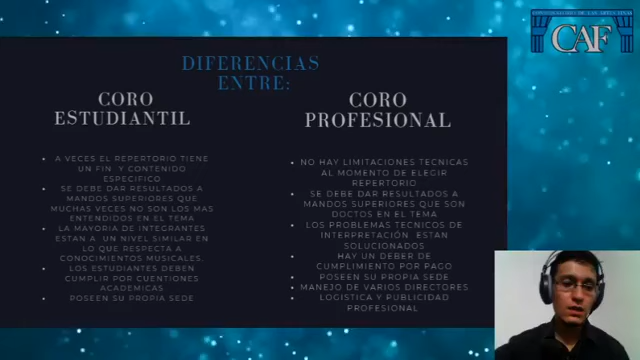 DIFERENCIAS
ENTRE:
CORO
ESTUDIANTIL
A VECES EL REPERTORIO TIENE
UN FIN Y CONTENIDO
ESPECIFICO
SE DEBE DAR RESULTADOS A
MANDOS SUPERIORES QUE
MUCHAS VECES NO SON LOS MAS
ENTENDIDOS EN EL TEMA
LA MAYORIA DE INTEGRANTES
ESTAN A UN NIVEL SIMILAR EN
LO QUE RESPECTA A
CONOCIMIENTOS MUSICALES.
LOS ESTUDIANTES DEBEN
CUMPLIR POR CUENTIONES
ACADEMICAS
POSEEN SU PROPIA SEDE
CORO
PROFESIONAL
NO HAY LIMITACIONES TECNICAS
AL MOMENTO DE ELEGIR
REPERTORIO
SE DEBE DAR RESULTADOS A
MANDOS SUPERIORES QUE SON
DOCTOS EN EL TEMA
LOS PROBLEMAS TECNICOS DE
INTERPRETACIÓN ESTAN
SOLUCIONADOS
HAY UN DEBER DE
CUMPLIMIENTO POR PAGO
POSEEN SU PROPIA SEDE
MANEJO DE VARIOS DIRECTORES
LOGISTICA Y PUBLICIDAD
PROFESIONAL
CAF